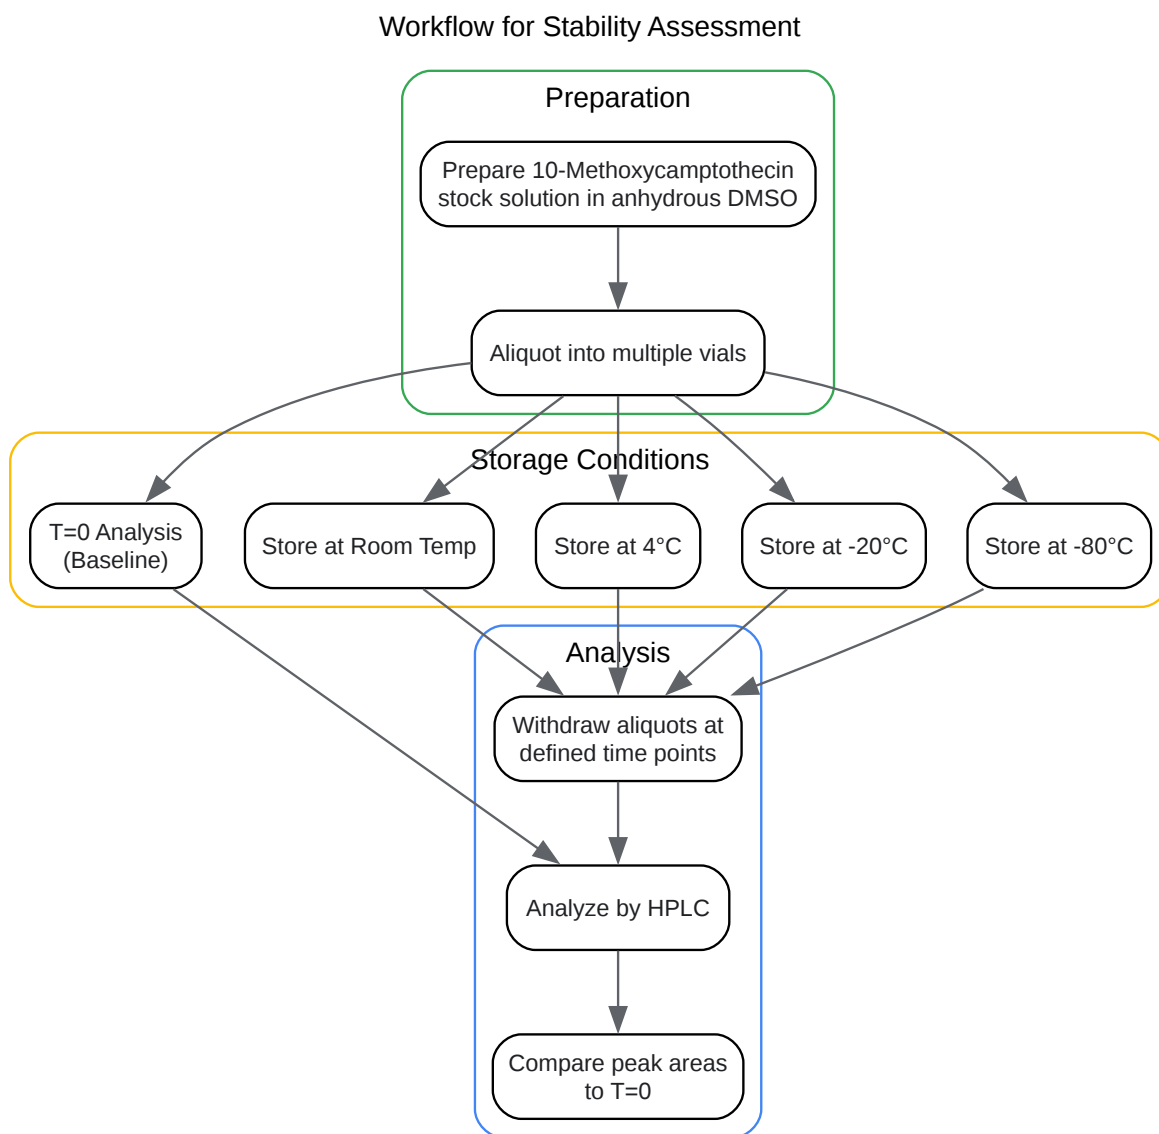 Workflow for Stability Assessment
Preparation
Prepare 10-Methoxycamptothecin
stock solution in anhydrous DMSO
Aliquot into multiple vials
Storage Conditions
T=0 Analysis
(Baseline)
Store at Room Temp
Store at 4°C
Store at -20°C
Store at -80°C
Analysis
Withdraw aliquots at
defined time points
Analyze by HPLC
Compare peak areas
to T=0